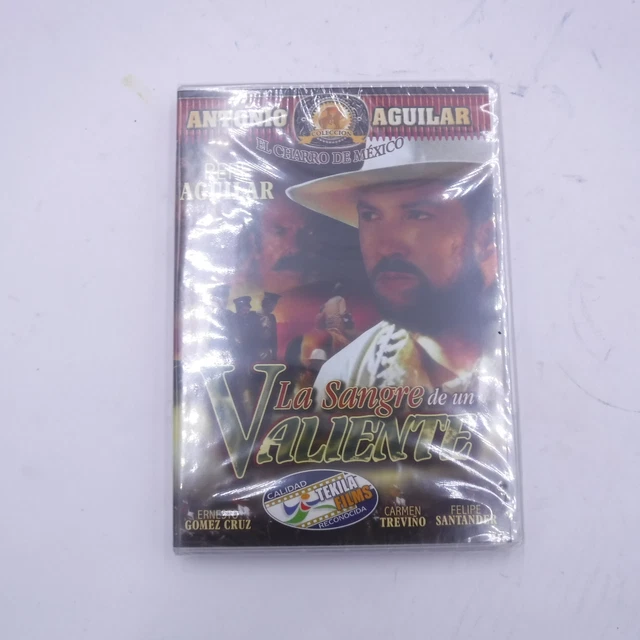 ANTONIO AGUILAR
COLECCION
EL CHARRO DE MÉXICO
AGUILAR
La Sangre de un
VALIENTE
CALIDAD
TEKILA
FILMS
RECONOCIDA
ERNESTO
GOMEZ CRUZ
CARMEN
TREVIÑO
FELIPE
SANTANDER